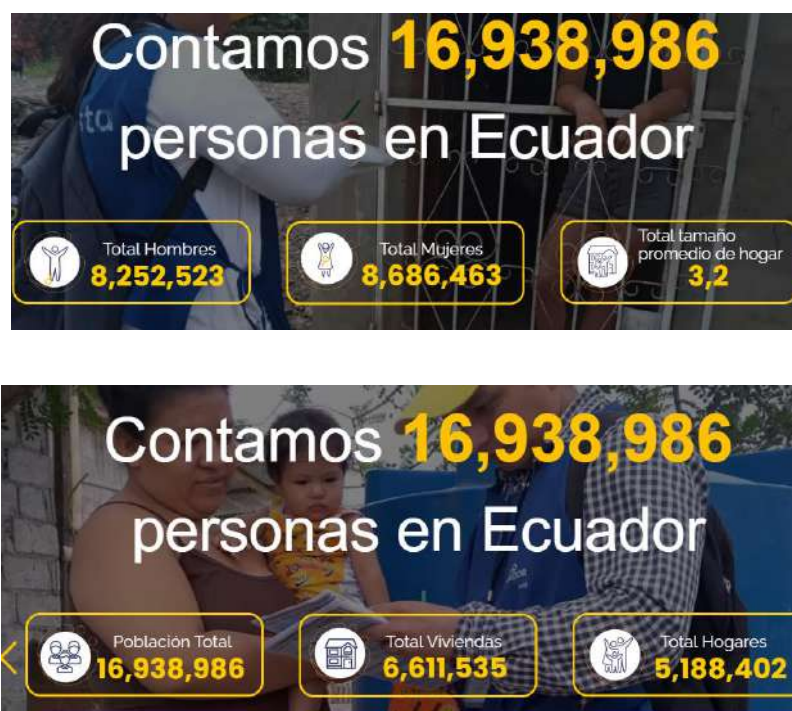 Contamos 16,938,986
personas en Ecuador
Total Hombres
8,252,523
Total Mujeres
8,686,463
Total tamaño
promedio de hogar
3,2
Contamos 16,938,986
personas en Ecuador
Población Total
16,938,986
Total Viviendas
6,611,535
Total Hogares
5,188,402